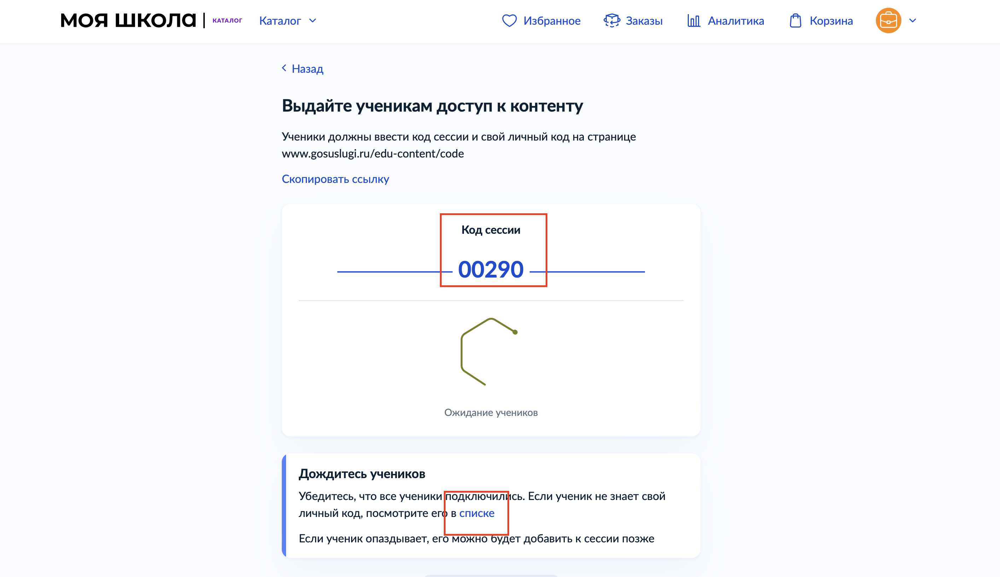 моя школа
КАТАЛОГ
Каталог
Избранное
Заказы
Аналитика
Корзина
Назад
Выдайте ученикам доступ к контенту
Ученики должны ввести код сессии и свой личный код на странице
www.gosuslugi.ru/edu-content/code
Скопировать ссылку
Код сессии
00290
Ожидание учеников
Дождитесь учеников
Убедитесь, что все ученики подключились. Если ученик не знает свой
личный код, посмотрите его в списке
Если ученик опаздывает, его можно будет добавить к сессии позже